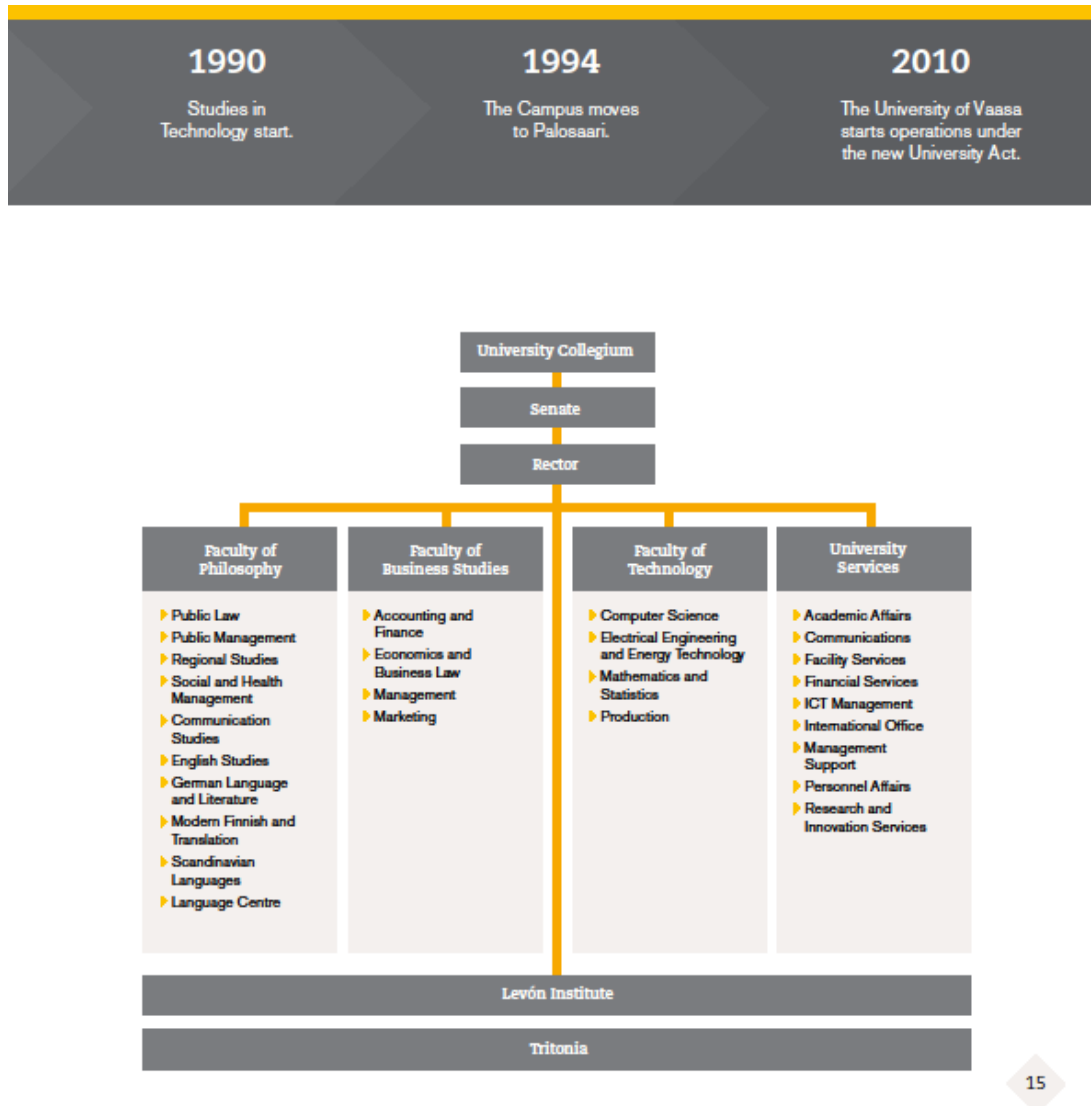 1990
Studies in
Technology start.
1994
The Campus moves
to Palosaari.
2010
The University of Vaasa
starts operations under
the new University Act.
University Collegium
Senate
Rector
Faculty of
Philosophy
Public Law
Public Management
Regional Studies
Social and Health
Management
Communication
Studies
English Studies
German Language
and Literature
Modern Finnish and
Translation
Scandinavian
Languages
Language Centre
Faculty of
Business Studies
Accounting and
Finance
Economics and
Business Law
Management
Marketing
Faculty of
Technology
Computer Science
Electrical Engineering
and Energy Technology
Mathematics and
Statistics
Production
University
Services
Academic Affairs
Communications
Facility Services
Financial Services
ICT Management
International Office
Management
Support
Personnel Affairs
Research and
Innovation Services
Levón Institute
Tritonia
15